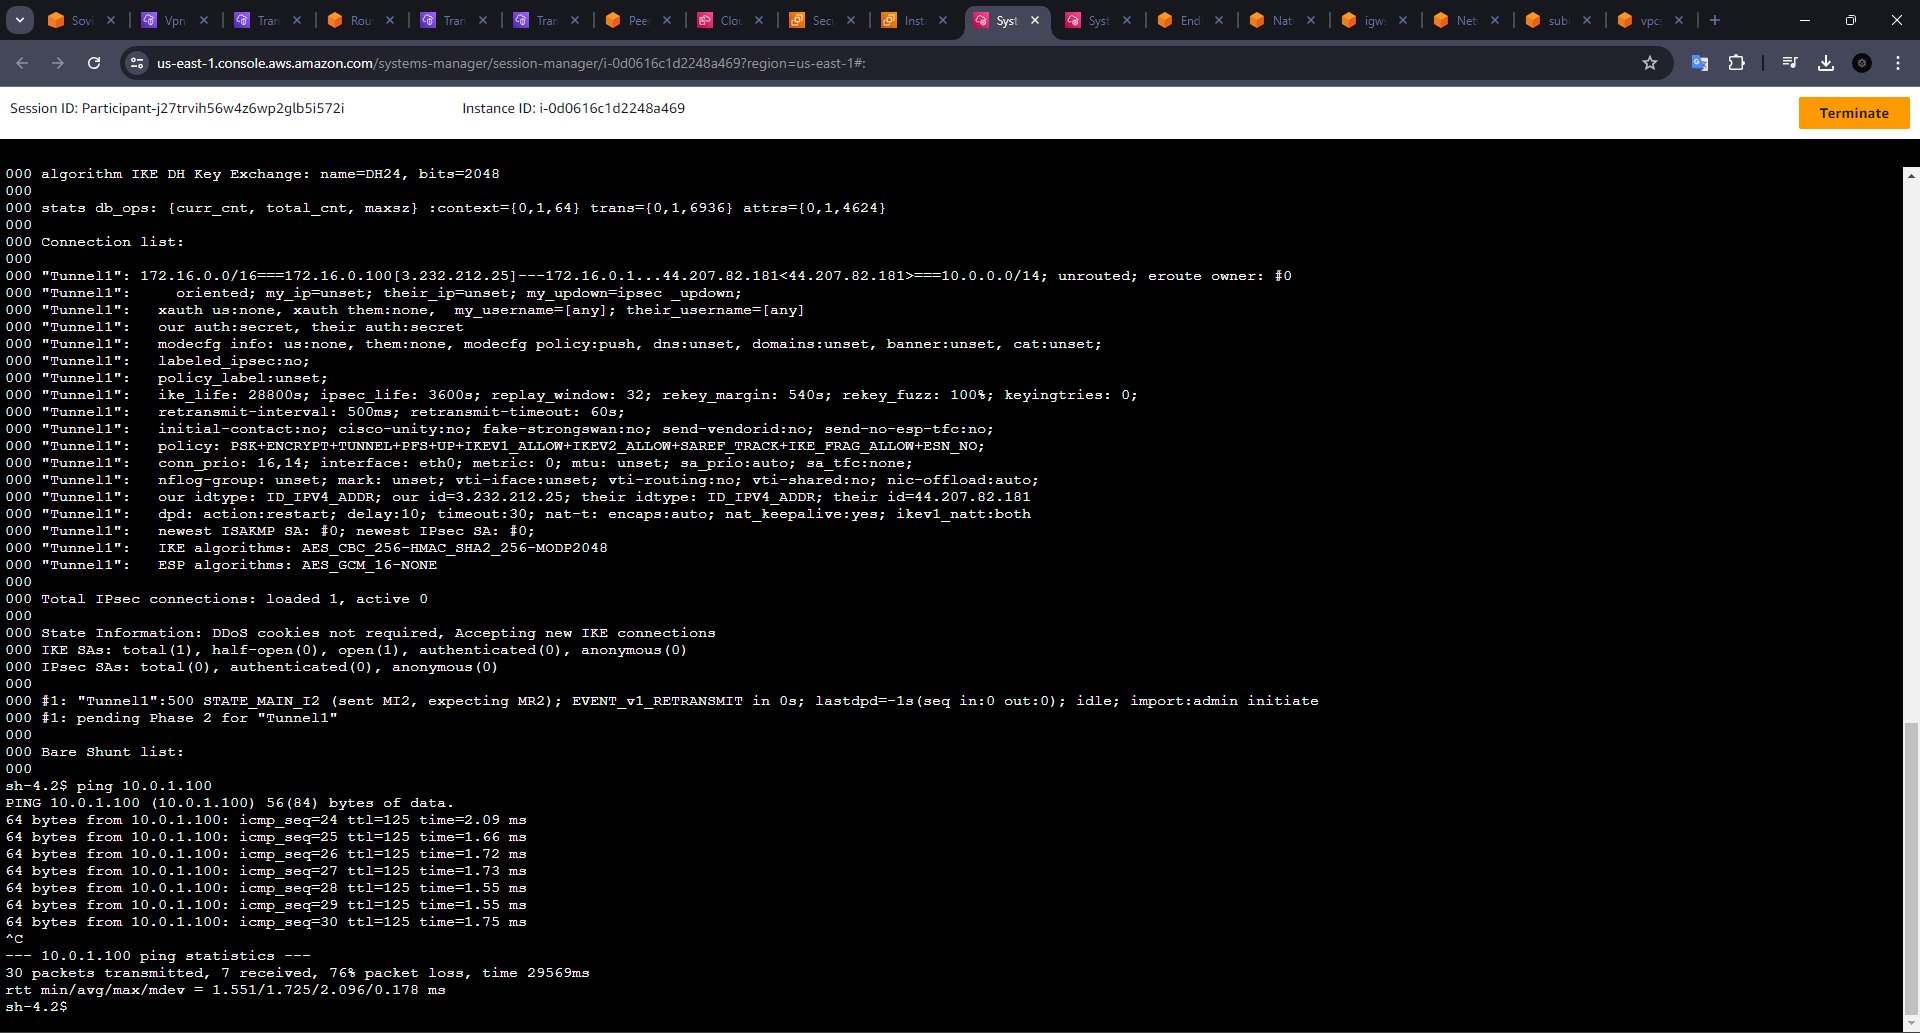 Sovi
Vpn
Tran
Rou
Tran
Tran
Pee
Clou
Secu
Inst
Syst
Syst
End
Nat
igws
Net
sub
vpcs
us-east-1.console.aws.amazon.com/systems-manager/session-manager/i-0d0616c1d2248a469?region=us-east-1#:
Session ID: Participant-j27trvih56w4z6wp2glb5i572i
Instance ID: i-0d0616c1d2248a469
Terminate
000 algorithm IKE DH Key Exchange: name=DH24, bits=2048
000
000 stats db_ops: {curr_cnt, total_cnt, maxsz} :context={0,1,64} trans={0,1,6936} attrs={0,1,4624}
000
000 Connection list:
000
000 "Tunnel1": 172.16.0.0/16===172.16.0.100[3.232.212.25]---172.16.0.1...44.207.82.181<44.207.82.181>===10.0.0.0/14; unrouted; eroute owner: #0
000 "Tunnel1":     oriented; my_ip=unset; their_ip=unset; my_updown=ipsec _updown;
000 "Tunnel1":   xauth us:none, xauth them:none,  my_username=[any]; their_username=[any]
000 "Tunnel1":   our auth:secret, their auth:secret
000 "Tunnel1":   modecfg info: us:none, them:none, modecfg policy:push, dns:unset, domains:unset, banner:unset, cat:unset;
000 "Tunnel1":   labeled_ipsec:no;
000 "Tunnel1":   policy_label:unset;
000 "Tunnel1":   ike_life: 28800s; ipsec_life: 3600s; replay_window: 32; rekey_margin: 540s; rekey_fuzz: 100%; keyingtries: 0;
000 "Tunnel1":   retransmit-interval: 500ms; retransmit-timeout: 60s;
000 "Tunnel1":   initial-contact:no; cisco-unity:no; fake-strongswan:no; send-vendorid:no; send-no-esp-tfc:no;
000 "Tunnel1":   policy: PSK+ENCRYPT+TUNNEL+PFS+UP+IKEV1_ALLOW+IKEV2_ALLOW+SAREF_TRACK+IKE_FRAG_ALLOW+ESN_NO;
000 "Tunnel1":   conn_prio: 16,14; interface: eth0; metric: 0; mtu: unset; sa_prio:auto; sa_tfc:none;
000 "Tunnel1":   nflog-group: unset; mark: unset; vti-iface:unset; vti-routing:no; vti-shared:no; nic-offload:auto;
000 "Tunnel1":   our idtype: ID_IPV4_ADDR; our id=3.232.212.25; their idtype: ID_IPV4_ADDR; their id=44.207.82.181
000 "Tunnel1":   dpd: action:restart; delay:10; timeout:30; nat-t: encaps:auto; nat_keepalive:yes; ikev1_natt:both
000 "Tunnel1":   newest ISAKMP SA: #0; newest IPsec SA: #0;
000 "Tunnel1":   IKE algorithms: AES_CBC_256-HMAC_SHA2_256-MODP2048
000 "Tunnel1":   ESP algorithms: AES_GCM_16-NONE
000
000 Total IPsec connections: loaded 1, active 0
000
000 State Information: DDoS cookies not required, Accepting new IKE connections
000 IKE SAs: total(1), half-open(0), open(1), authenticated(0), anonymous(0)
000 IPsec SAs: total(0), authenticated(0), anonymous(0)
000
000 #1: "Tunnel1":500 STATE_MAIN_I2 (sent MI2, expecting MR2); EVENT_v1_RETRANSMIT in 0s; lastdpd=-1s(seq in:0 out:0); idle; import:admin initiate
000 #1: pending Phase 2 for "Tunnel1"
000
000 Bare Shunt list:
000
sh-4.2$ ping 10.0.1.100
PING 10.0.1.100 (10.0.1.100) 56(84) bytes of data.
64 bytes from 10.0.1.100: icmp_seq=24 ttl=125 time=2.09 ms
64 bytes from 10.0.1.100: icmp_seq=25 ttl=125 time=1.66 ms
64 bytes from 10.0.1.100: icmp_seq=26 ttl=125 time=1.72 ms
64 bytes from 10.0.1.100: icmp_seq=27 ttl=125 time=1.73 ms
64 bytes from 10.0.1.100: icmp_seq=28 ttl=125 time=1.55 ms
64 bytes from 10.0.1.100: icmp_seq=29 ttl=125 time=1.55 ms
64 bytes from 10.0.1.100: icmp_seq=30 ttl=125 time=1.75 ms
^C
--- 10.0.1.100 ping statistics ---
30 packets transmitted, 7 received, 76% packet loss, time 29569ms
rtt min/avg/max/mdev = 1.551/1.725/2.096/0.178 ms
sh-4.2$